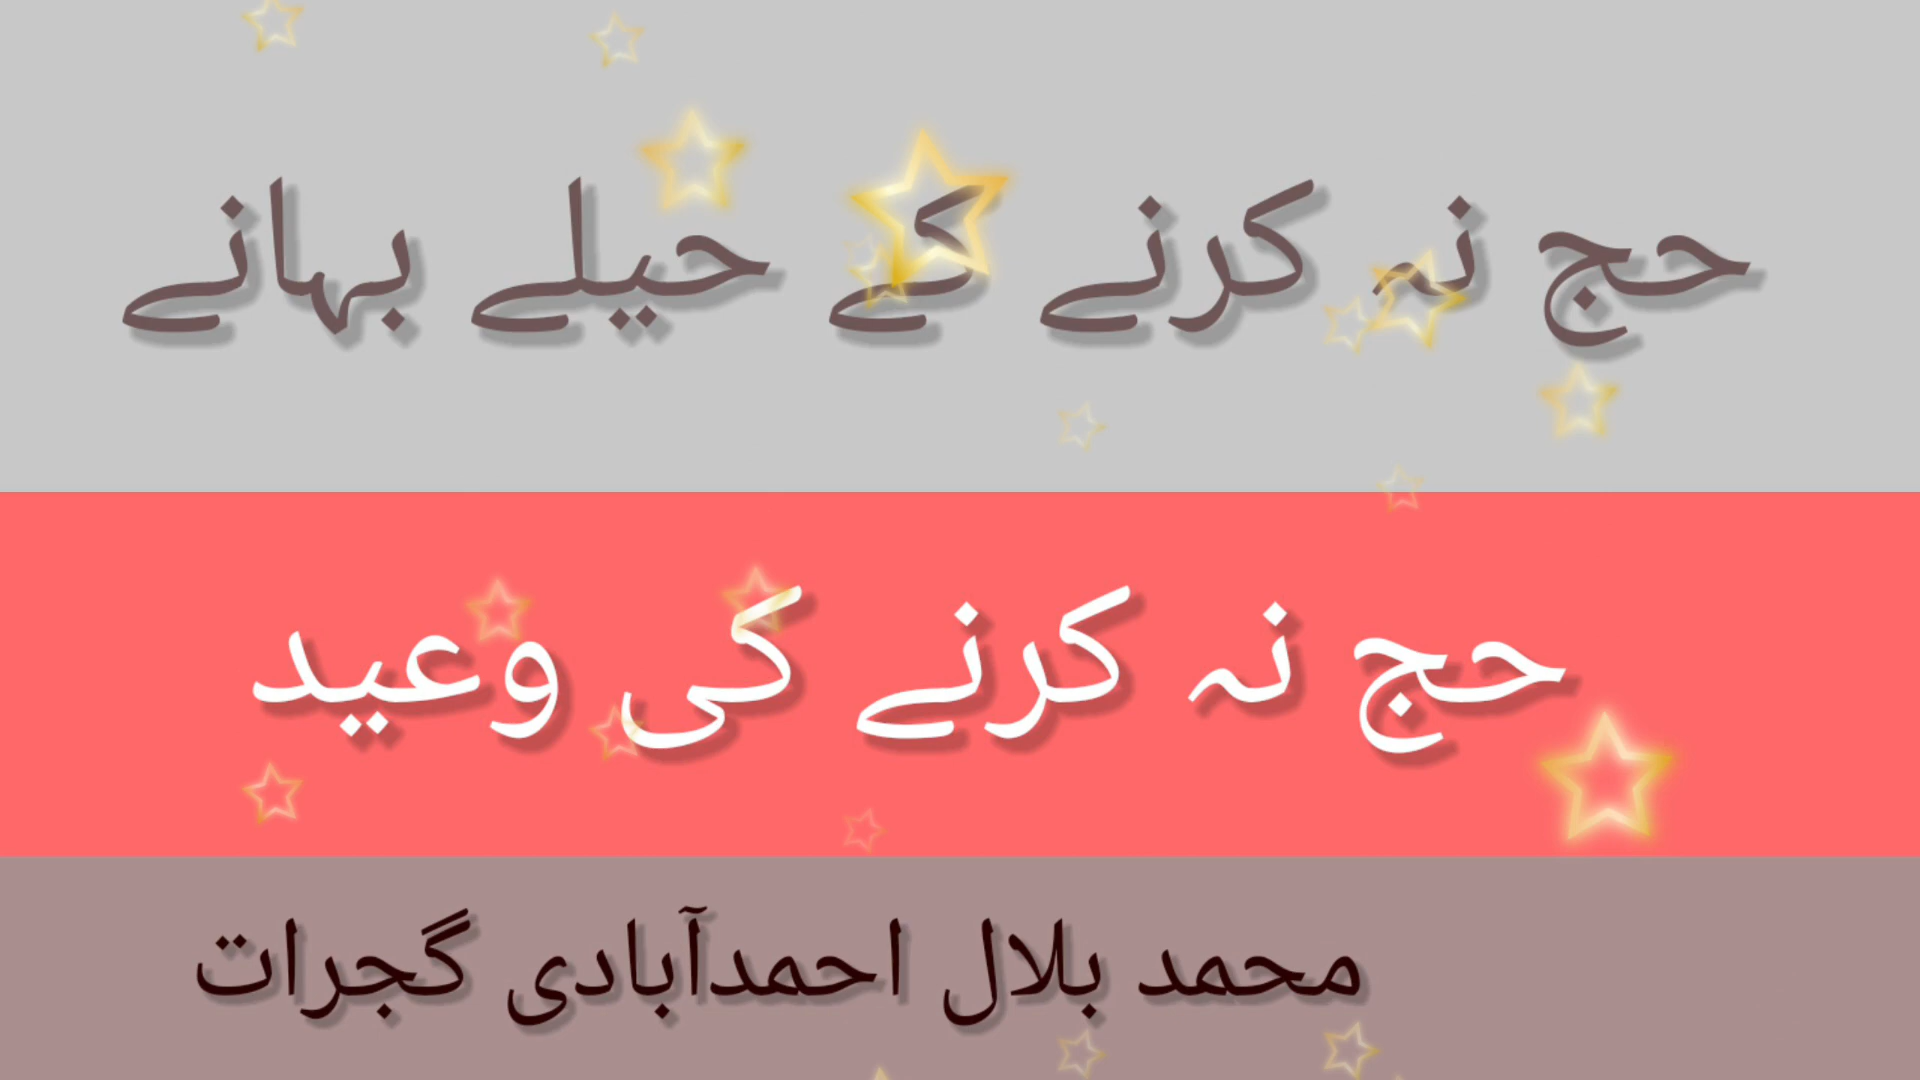 حج نہ کرنے کے حیلے بہانے
حج نہ کرنے کی وعید
محمد بلال احمدآبادی گجرات